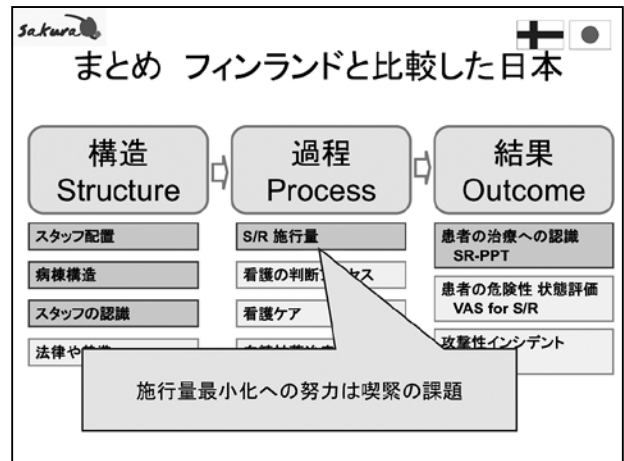 Sakura
まとめ フィンランドと比較した日本
構造
Structure
過程
Process
結果
Outcome
スタッフ配置
病棟構造
スタッフの認識
法律や
S/R 施行量
看護の判断
看護ケア
患者の治療への認識
SR-PPT
患者の危険性 状態評価
VAS for S/R
攻撃性インシデント
施行量最小化への努力は喫緊の課題